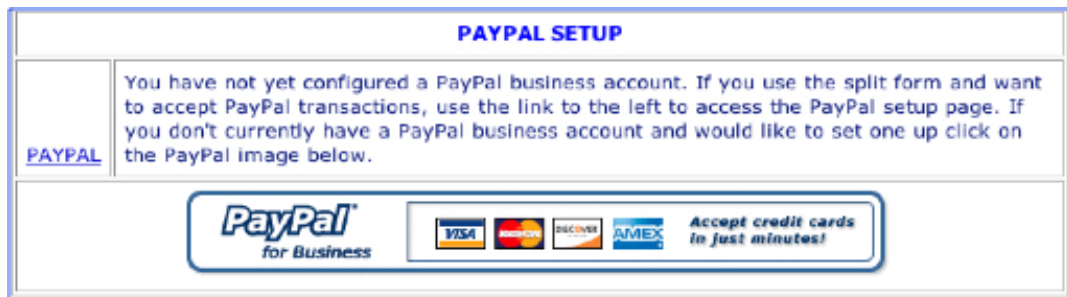 PAYPAL SETUP
You have not yet configured a PayPal business account. If you use the split form and want
to accept PayPal transactions, use the link to the left to access the PayPal setup page. If
you don't currently have a PayPal business account and would like to set one up click on
PAYPAL the PayPal image below.
PayPal
for Business
VISA MasterCard DISCOVER AMEX
Accept credit cards
in just minutes!